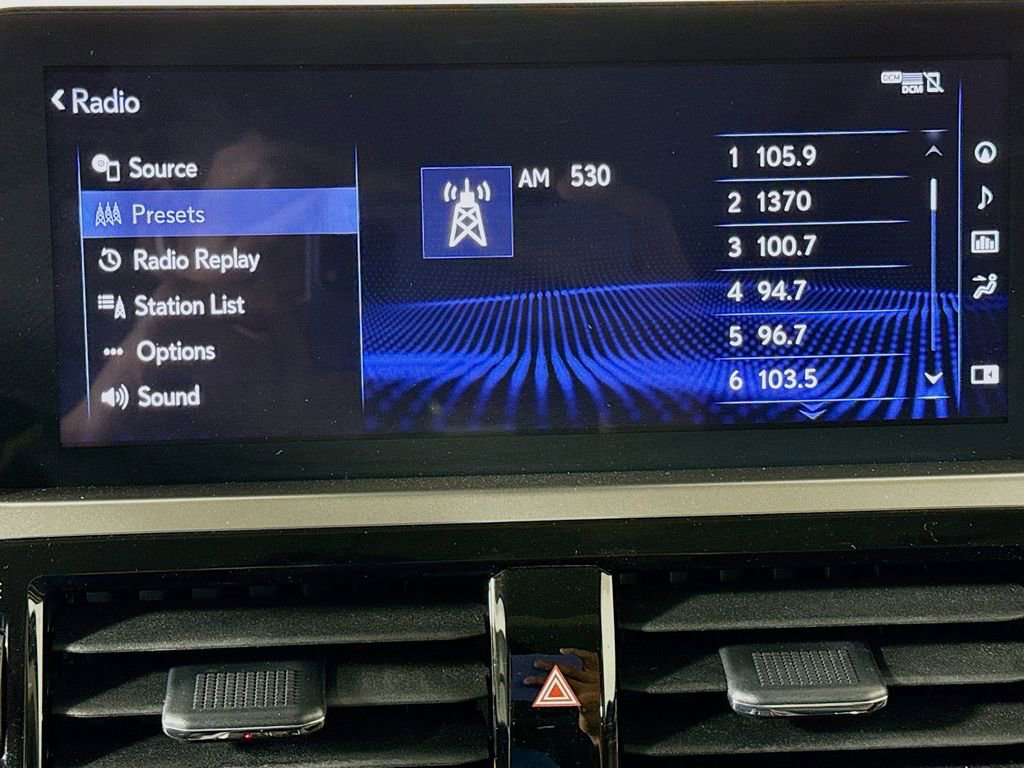 Radio
DCM
DCM
Source
Presets
Radio Replay
Station List
Options
Sound
AM 530
1 105.9
2 1370
3 100.7
4 94.7
5 96.7
6 103.5